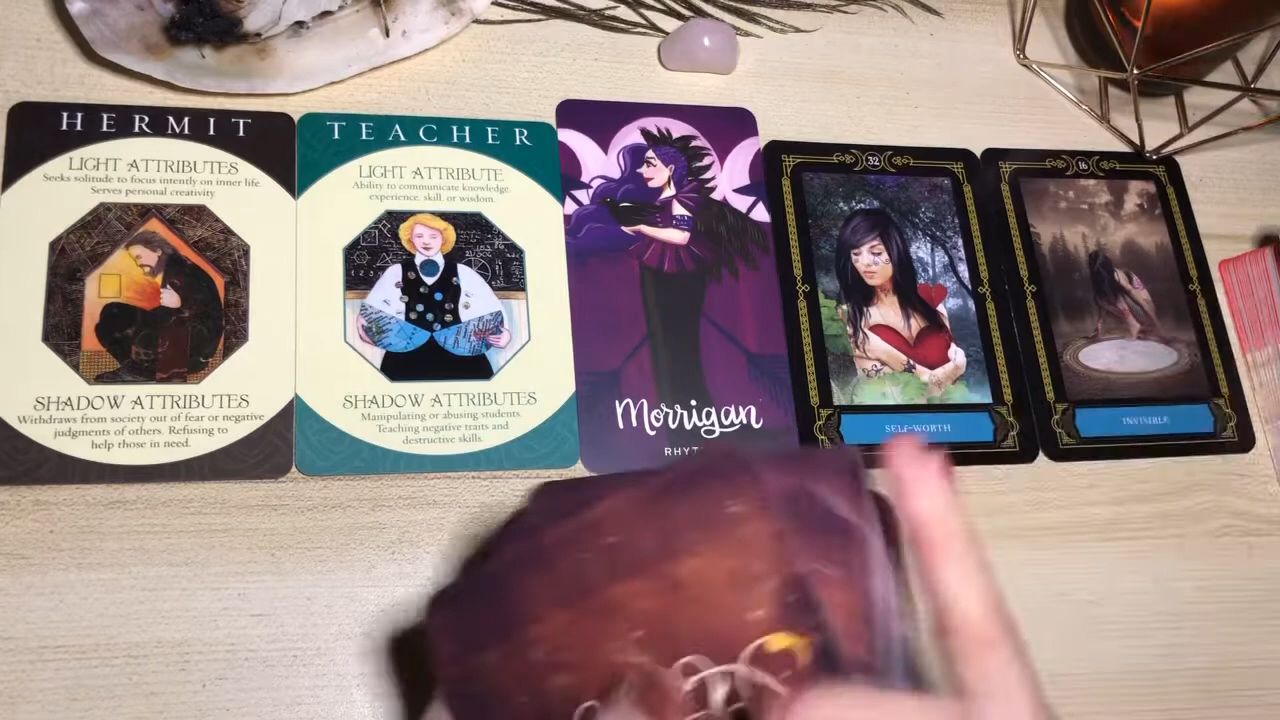 HERMIT
LIGHT ATTRIBUTES
Seeks solitude to focus intently on inner life.
Serves personal creativity.
SHADOW ATTRIBUTES
Withdraws from society out of fear or negative
judgments of others. Refusing to
help those in need.
TEACHER
LIGHT ATTRIBUTE
Ability to communicate knowledge,
experience, skill, or wisdom.
SHADOW ATTRIBUTES
Manipulating or abusing students.
Teaching negative traits and
destructive skills.
Morrigan
RHYT
32
SELF-WORTH
16
INVISIBLE